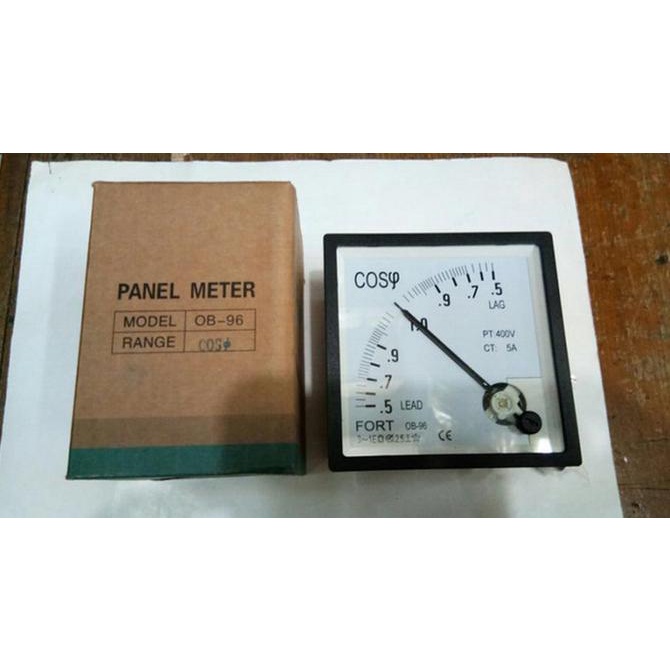 PANEL METER
MODEL OB-96
RANGE COSφ
COSφ
.5 .7 .9 1.0 .9 .7 .5
LAG
PT:400V
CT: 5A
LEAD
FORT OB-96
CE